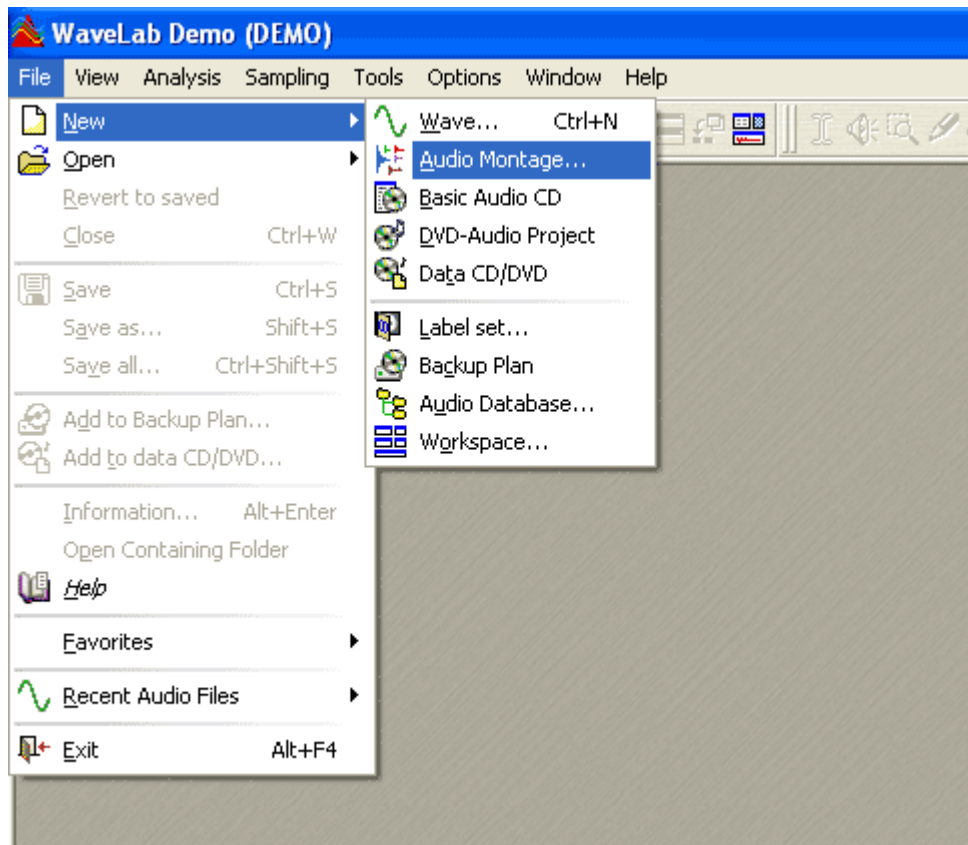 WaveLab Demo (DEMO)
File View Analysis Sampling Tools Options Window Help
New
Open
Revert to saved
Close Ctrl+W
Save Ctrl+S
Save as... Shift+S
Save all... Ctrl+Shift+S
Add to Backup Plan...
Add to data CD/DVD...
Information... Alt+Enter
Open Containing Folder
Help
Favorites
Recent Audio Files
Exit Alt+F4
Wave... Ctrl+N
Audio Montage...
Basic Audio CD
DVD-Audio Project
Data CD/DVD
Label set...
Backup Plan
Audio Database...
Workspace...